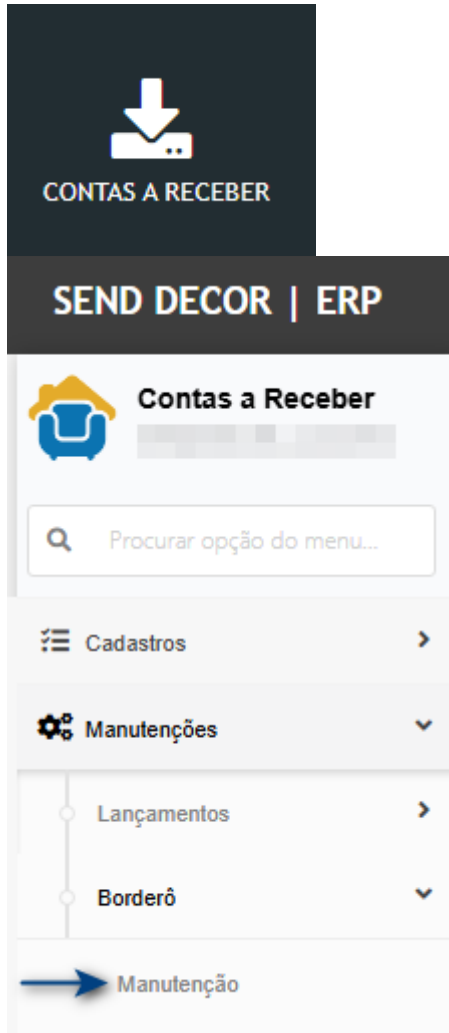 CONTAS A RECEBER
SEND DECOR | ERP
Contas a Receber
Procurar opção do menu...
Cadastros
Manutenções
Lançamentos
Borderô
Manutenção